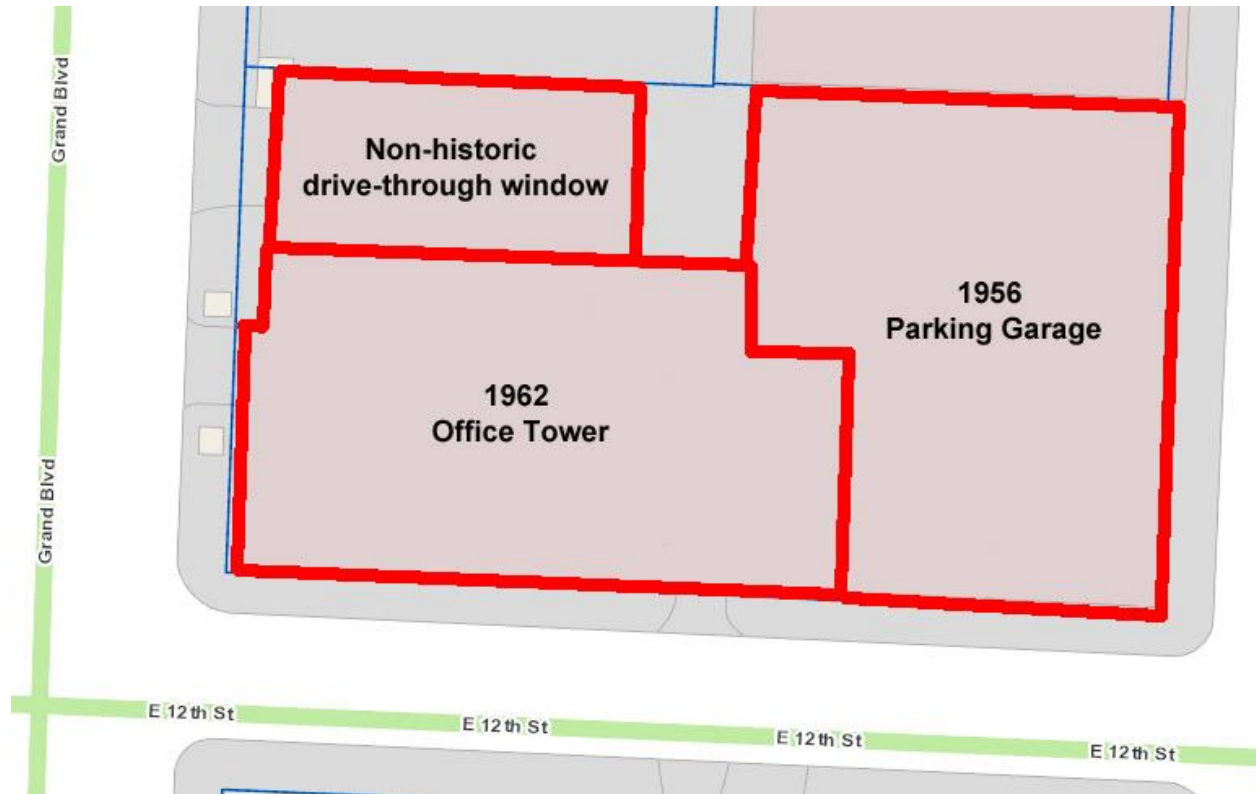 Grand Blvd
Non-historic
drive-through window
1956
Parking Garage
1962
Office Tower
Grand Blvd
E 12th St
E 12th St
E 12th St
E 12th St